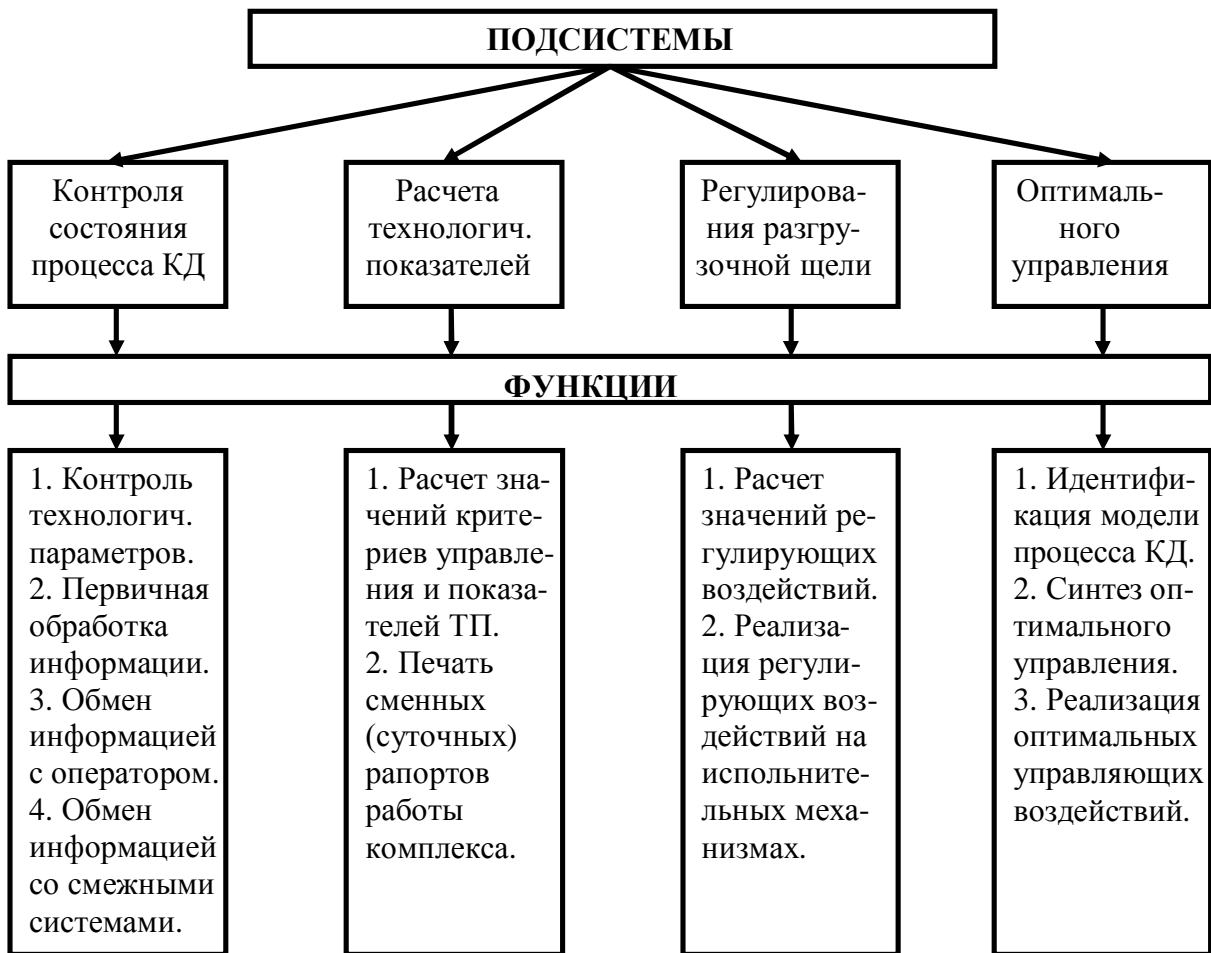 ПОДСИСТЕМЫ
Контроля
состояния
процесса КД
Расчета
технологич.
показателей
Регулирова-
ния разгру-
зочной щели
Оптималь-
ного
управления
ФУНКЦИИ
1. Контроль
технологич.
параметров.
2. Первичная
обработка
информации.
3. Обмен
информацией
с оператором.
4. Обмен
информацией
со смежными
системами.
1. Расчет зна-
чений крите-
риев управле-
ния и показа-
телей ТП.
2. Печать
сменных
(суточных)
рапортов
работы
комплекса.
1. Расчет
значений ре-
гулирующих
воздействий.
2. Реализа-
ция регули-
рующих воз-
действий на
испольните-
льных меха-
низмах.
1. Идентифи-
кация модели
процесса КД.
2. Синтез оп-
тимального
управления.
3. Реализация
оптимальных
управляющих
воздействий.